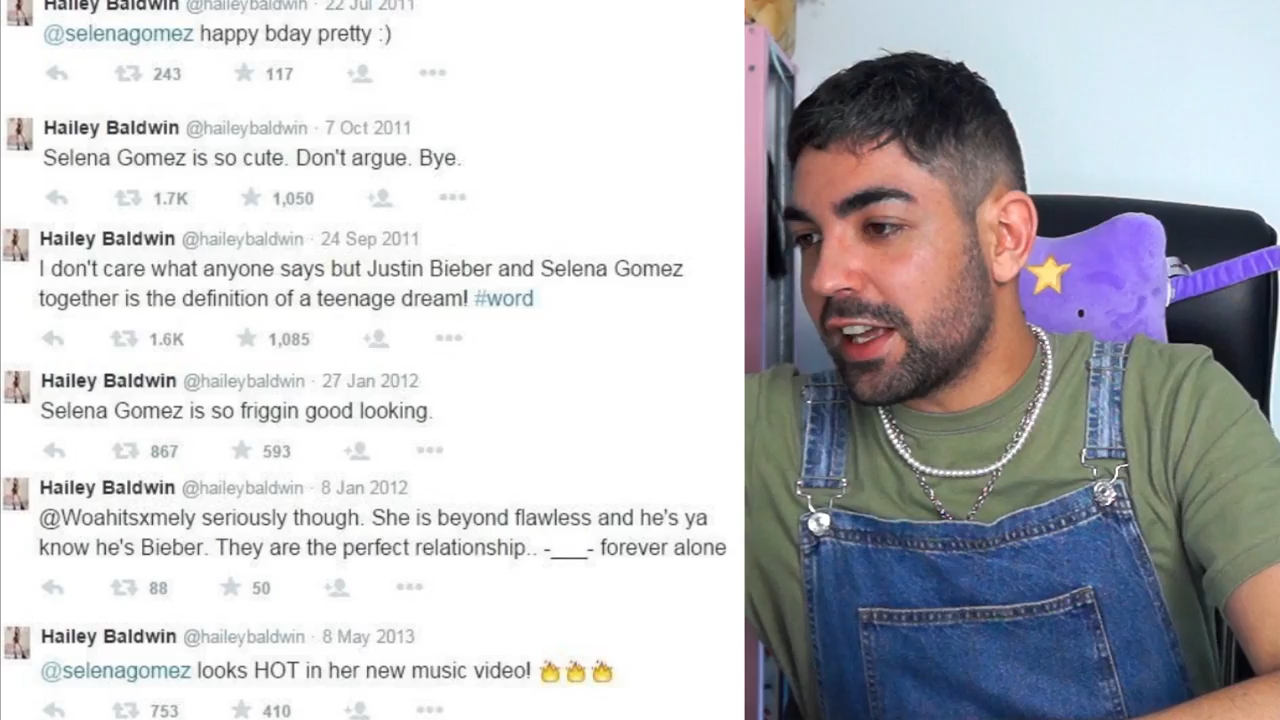 Hailey Baldwin @haileybaldwin · 22 Jul 2011
@selenagomez happy bday pretty :)
243 117
Hailey Baldwin @haileybaldwin · 7 Oct 2011
Selena Gomez is so cute. Don't argue. Bye.
1.7K 1,050
Hailey Baldwin @haileybaldwin · 24 Sep 2011
I don't care what anyone says but Justin Bieber and Selena Gomez
together is the definition of a teenage dream! #word
1.6K 1,085
Hailey Baldwin @haileybaldwin · 27 Jan 2012
Selena Gomez is so friggin good looking.
867 593
Hailey Baldwin @haileybaldwin · 8 Jan 2012
@Woahitsxmely seriously though. She is beyond flawless and he's ya
know he's Bieber. They are the perfect relationship.. -___- forever alone
88 50
Hailey Baldwin @haileybaldwin · 8 May 2013
@selenagomez looks HOT in her new music video! 🔥🔥🔥
753 410